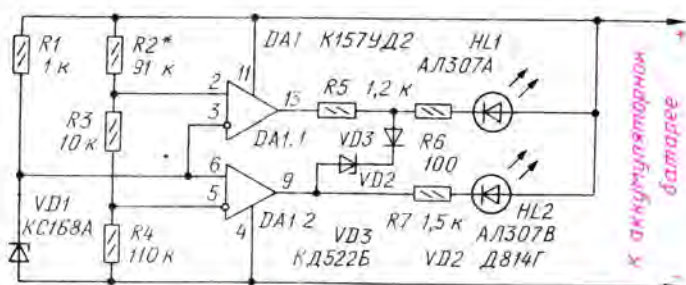 R1
1 к
R2*
91 к
DA1 К157УД2
11
HL1
АЛ307А
+
2
3
13
R5 1,2 к
R3
10 к
DA1.1
VD3
R6
100
6
5
9
VD2
VD1
КС168А
R4
110 к
4
DA1.2
R7 1,5 к
HL2
АЛ307В
VD3
КД522Б
VD2 Д814Г
К аккумуляторной
батарее
-